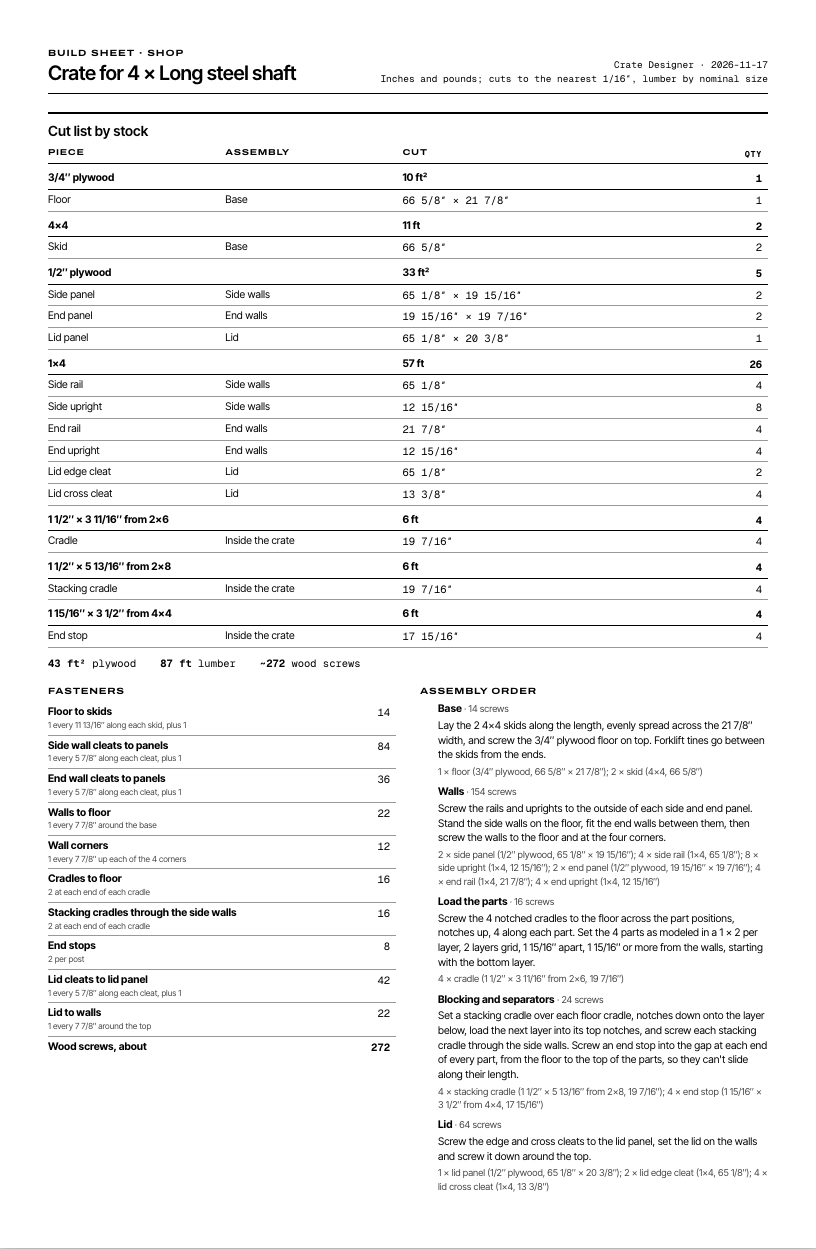 BUILD SHEET · SHOP
Crate for 4 × Long steel shaft
Crate Designer · 2026-11-17
Inches and pounds; cuts to the nearest 1/16″, lumber by nominal size
Cut list by stock
PIECE ASSEMBLY CUT QTY
3/4″ plywood 10 ft² 1
Floor Base 66 5/8″ × 21 7/8″ 1
4×4 11 ft 2
Skid Base 66 5/8″ 2
1/2″ plywood 33 ft² 5
Side panel Side walls 65 1/8″ × 19 15/16″ 2
End panel End walls 19 15/16″ × 19 7/16″ 2
Lid panel Lid 65 1/8″ × 20 3/8″ 1
1×4 57 ft 26
Side rail Side walls 65 1/8″ 4
Side upright Side walls 12 15/16″ 8
End rail End walls 21 7/8″ 4
End upright End walls 12 15/16″ 4
Lid edge cleat Lid 65 1/8″ 2
Lid cross cleat Lid 13 3/8″ 4
1 1/2″ × 3 11/16″ from 2×6 6 ft 4
Cradle Inside the crate 19 7/16″ 4
1 1/2″ × 5 13/16″ from 2×8 6 ft 4
Stacking cradle Inside the crate 19 7/16″ 4
1 15/16″ × 3 1/2″ from 4×4 6 ft 4
End stop Inside the crate 17 15/16″ 4
43 ft² plywood 87 ft lumber ~272 wood screws
FASTENERS
Floor to skids 14
1 every 11 13/16″ along each skid, plus 1
Side wall cleats to panels 84
1 every 5 7/8″ along each cleat, plus 1
End wall cleats to panels 36
1 every 5 7/8″ along each cleat, plus 1
Walls to floor 22
1 every 7 7/8″ around the base
Wall corners 12
1 every 7 7/8″ up each of the 4 corners
Cradles to floor 16
2 at each end of each cradle
Stacking cradles through the side walls 16
2 at each end of each cradle
End stops 8
2 per post
Lid cleats to lid panel 42
1 every 5 7/8″ along each cleat, plus 1
Lid to walls 22
1 every 7 7/8″ around the top
Wood screws, about 272
ASSEMBLY ORDER
Base · 14 screws
Lay the 2 4×4 skids along the length, evenly spread across the 21 7/8″
width, and screw the 3/4″ plywood floor on top. Forklift tines go between
the skids from the ends.
1 × floor (3/4″ plywood, 66 5/8″ × 21 7/8″); 2 × skid (4×4, 66 5/8″)
Walls · 154 screws
Screw the rails and uprights to the outside of each side and end panel.
Stand the side walls on the floor, fit the end walls between them, then
screw the walls to the floor and at the four corners.
2 × side panel (1/2″ plywood, 65 1/8″ × 19 15/16″); 4 × side rail (1×4, 65 1/8″); 8 ×
side upright (1×4, 12 15/16″); 2 × end panel (1/2″ plywood, 19 15/16″ × 19 7/16″); 4
× end rail (1×4, 21 7/8″); 4 × end upright (1×4, 12 15/16″)
Load the parts · 16 screws
Screw the 4 notched cradles to the floor across the part positions,
notches up, 4 along each part. Set the 4 parts as modeled in a 1 × 2 per
layer, 2 layers grid, 1 15/16″ apart, 1 15/16″ or more from the walls, starting
with the bottom layer.
4 × cradle (1 1/2″ × 3 11/16″ from 2×6, 19 7/16″)
Blocking and separators · 24 screws
Set a stacking cradle over each floor cradle, notches down onto the layer
below, load the next layer into its top notches, and screw each stacking
cradle through the side walls. Screw an end stop into the gap at each end
of every part, from the floor to the top of the parts, so they can't slide
along their length.
4 × stacking cradle (1 1/2″ × 5 13/16″ from 2×8, 19 7/16″); 4 × end stop (1 15/16″ ×
3 1/2″ from 4×4, 17 15/16″)
Lid · 64 screws
Screw the edge and cross cleats to the lid panel, set the lid on the walls
and screw it down around the top.
1 × lid panel (1/2″ plywood, 65 1/8″ × 20 3/8″); 2 × lid edge cleat (1×4, 65 1/8″); 4 ×
lid cross cleat (1×4, 13 3/8″)